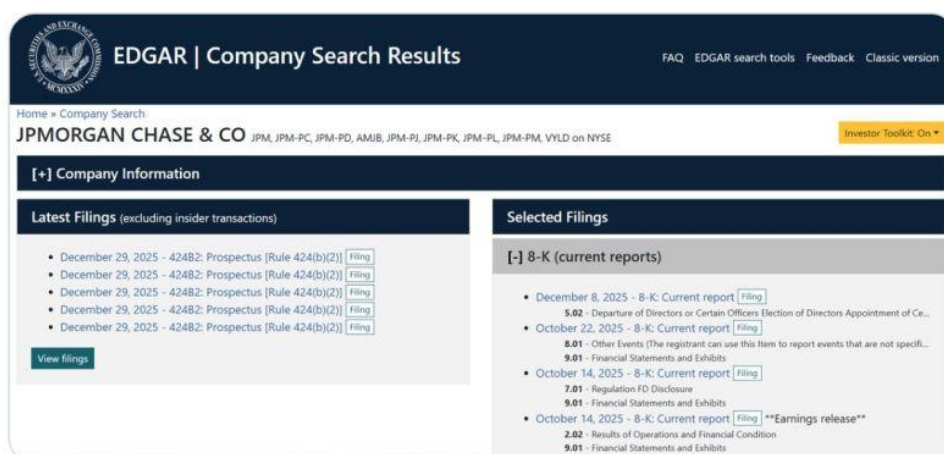 SECURITIES AND EXCHANGE COMMISSION
MCMXXXIV
EDGAR | Company Search Results
FAQ EDGAR search tools Feedback Classic version
Home » Company Search
JPMORGAN CHASE & CO JPM, JPM-PC, JPM-PD, AMJB, JPM-PJ, JPM-PK, JPM-PL, JPM-PM, VYLD on NYSE
Investor Toolkit: On
[+] Company Information
Latest Filings (excluding insider transactions)
December 29, 2025 - 424B2: Prospectus [Rule 424(b)(2)] Filing
December 29, 2025 - 424B2: Prospectus [Rule 424(b)(2)] Filing
December 29, 2025 - 424B2: Prospectus [Rule 424(b)(2)] Filing
December 29, 2025 - 424B2: Prospectus [Rule 424(b)(2)] Filing
December 29, 2025 - 424B2: Prospectus [Rule 424(b)(2)] Filing
View filings
Selected Filings
[-] 8-K (current reports)
December 8, 2025 - 8-K: Current report Filing
5.02 - Departure of Directors or Certain Officers Election of Directors Appointment of Ce...
October 22, 2025 - 8-K: Current report Filing
8.01 - Other Events (The registrant can use this Item to report events that are not specifi...
9.01 - Financial Statements and Exhibits
October 14, 2025 - 8-K: Current report Filing
7.01 - Regulation FD Disclosure
9.01 - Financial Statements and Exhibits
October 14, 2025 - 8-K: Current report Filing **Earnings release**
2.02 - Results of Operations and Financial Condition
9.01 - Financial Statements and Exhibits